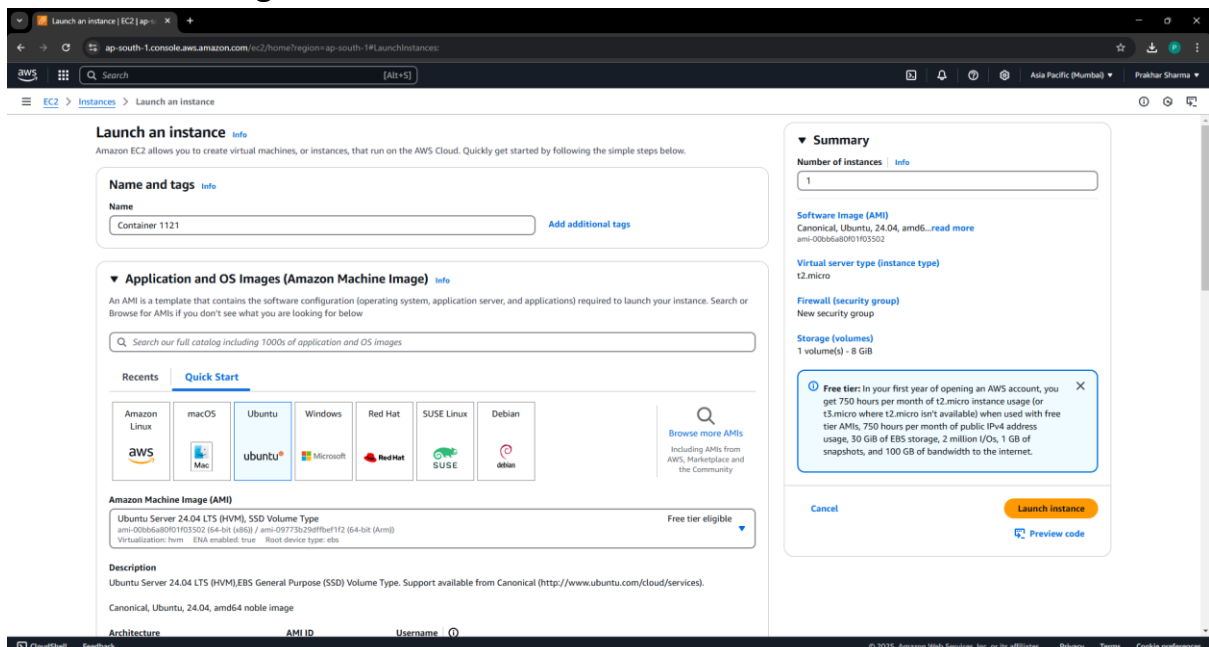 Launch an instance | EC2 | ap-s
ap-south-1.console.aws.amazon.com/ec2/home?region=ap-south-1#LaunchInstances:
aws
Search [Alt+S]
Asia Pacific (Mumbai)
Prakhar Sharma
EC2 > Instances > Launch an instance
Launch an instance Info
Amazon EC2 allows you to create virtual machines, or instances, that run on the AWS Cloud. Quickly get started by following the simple steps below.
Name and tags Info
Name
Container 1121
Add additional tags
Application and OS Images (Amazon Machine Image) Info
An AMI is a template that contains the software configuration (operating system, application server, and applications) required to launch your instance. Search or
Browse for AMIs if you don't see what you are looking for below
Search our full catalog including 1000s of application and OS images
Recents
Quick Start
Amazon
Linux
aws
macOS
Mac
Ubuntu
ubuntu®
Windows
Microsoft
Red Hat
Red Hat
SUSE Linux
SUSE
Debian
debian
Browse more AMIs
Including AMIs from
AWS, Marketplace and
the Community
Amazon Machine Image (AMI)
Ubuntu Server 24.04 LTS (HVM), SSD Volume Type
Free tier eligible
ami-00bb6a80f01f03502 (64-bit (x86)) / ami-09773b29dffbef1f2 (64-bit (Arm))
Virtualization: hvm ENA enabled: true Root device type: ebs
Description
Ubuntu Server 24.04 LTS (HVM),EBS General Purpose (SSD) Volume Type. Support available from Canonical (http://www.ubuntu.com/cloud/services).
Canonical, Ubuntu, 24.04, amd64 noble image
Architecture
AMI ID
Username
Summary
Number of instances Info
1
Software Image (AMI)
Canonical, Ubuntu, 24.04, amd6...read more
ami-00bb6a80f01f03502
Virtual server type (instance type)
t2.micro
Firewall (security group)
New security group
Storage (volumes)
1 volume(s) - 8 GiB
Free tier: In your first year of opening an AWS account, you
get 750 hours per month of t2.micro instance usage (or
t3.micro where t2.micro isn't available) when used with free
tier AMIs, 750 hours per month of public IPv4 address
usage, 30 GiB of EBS storage, 2 million I/Os, 1 GB of
snapshots, and 100 GB of bandwidth to the internet.
Cancel
Launch instance
Preview code
CloudShell
Feedback
© 2025, Amazon Web Services, Inc. or its affiliates.
Privacy
Terms
Cookie preferences